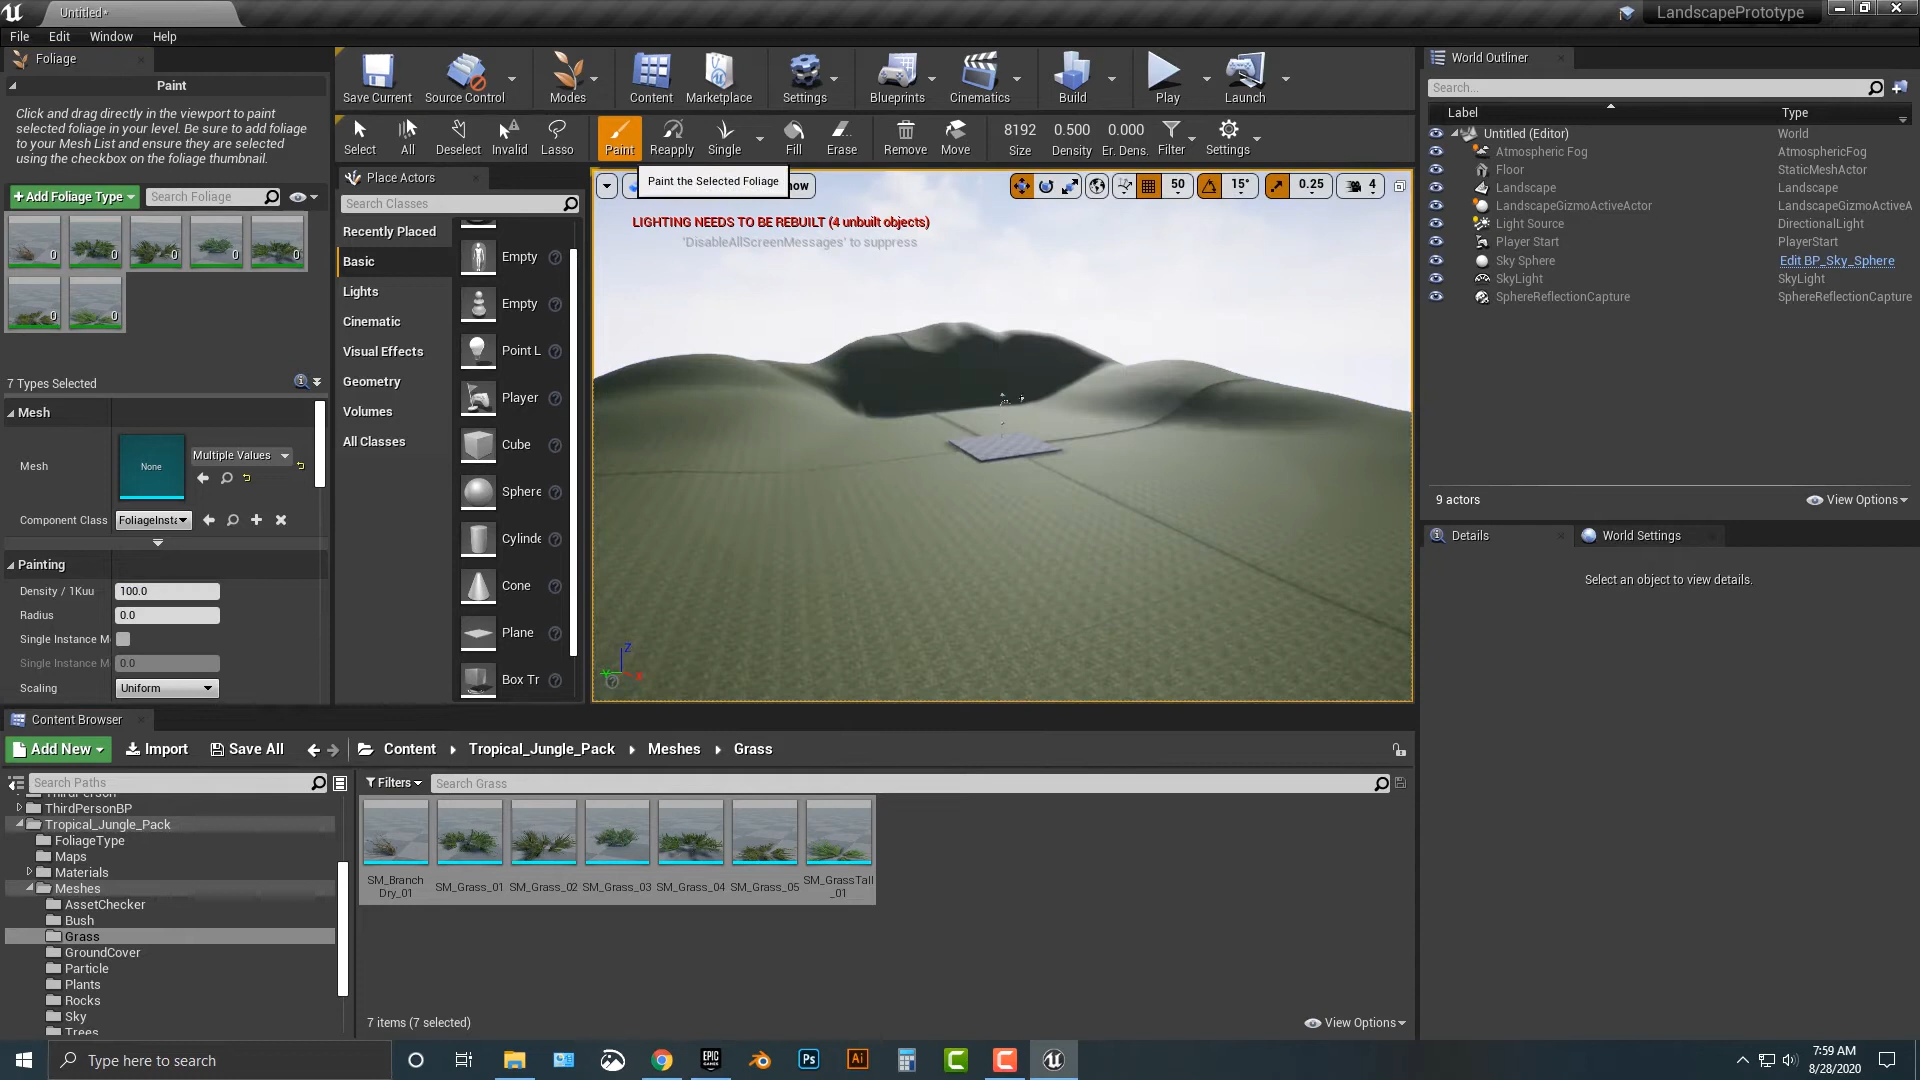 Untitled*
LandscapePrototype
File Edit Window Help
Foliage
Paint
Click and drag directly in the viewport to paint
selected foliage in your level. Be sure to add foliage
to your Mesh List and ensure they are selected
using the checkbox on the foliage thumbnail.
+Add Foliage Type
Search Foliage
0 0 0 0 0
0 0
7 Types Selected
Mesh
Mesh
None
Multiple Values
Component Class
FoliageInsta
Painting
Density / 1Kuu 100.0
Radius 0.0
Single Instance M
Single Instance M 0.0
Scaling Uniform
Save Current Source Control Modes Content Marketplace Settings Blueprints Cinematics Build Play Launch
Select All Deselect Invalid Lasso Paint Reapply Single Fill Erase Remove Move
8192 0.500 0.000
Size Density Er. Dens. Filter Settings
Place Actors
Search Classes
Recently Placed
Basic
Lights
Cinematic
Visual Effects
Geometry
Volumes
All Classes
Empty
Empty
Point L
Player
Cube
Sphere
Cylinde
Cone
Plane
Box Tr
Paint the Selected Foliage
how
50 15° 0.25 4
LIGHTING NEEDS TO BE REBUILT (4 unbuilt objects)
'DisableAllScreenMessages' to suppress
Z
Y X
World Outliner
Search...
Label Type
Untitled (Editor) World
Atmospheric Fog AtmosphericFog
Floor StaticMeshActor
Landscape Landscape
LandscapeGizmoActiveActor LandscapeGizmoActiveA
Light Source DirectionalLight
Player Start PlayerStart
Sky Sphere Edit BP_Sky_Sphere
SkyLight SkyLight
SphereReflectionCapture SphereReflectionCapture
9 actors
View Options
Details
World Settings
Select an object to view details.
Content Browser
Add New Import Save All
Content Tropical_Jungle_Pack Meshes Grass
Search Paths
Filters
Search Grass
ThirdPerson
ThirdPersonBP
Tropical_Jungle_Pack
FoliageType
Maps
Materials
Meshes
AssetChecker
Bush
Grass
GroundCover
Particle
Plants
Rocks
Sky
Trees
SM_Branch
Dry_01
SM_Grass_01
SM_Grass_02
SM_Grass_03
SM_Grass_04
SM_Grass_05
SM_GrassTall
_01
7 items (7 selected)
View Options
Type here to search
EPIC
GAMES
Ps
Ai
7:59 AM
8/28/2020